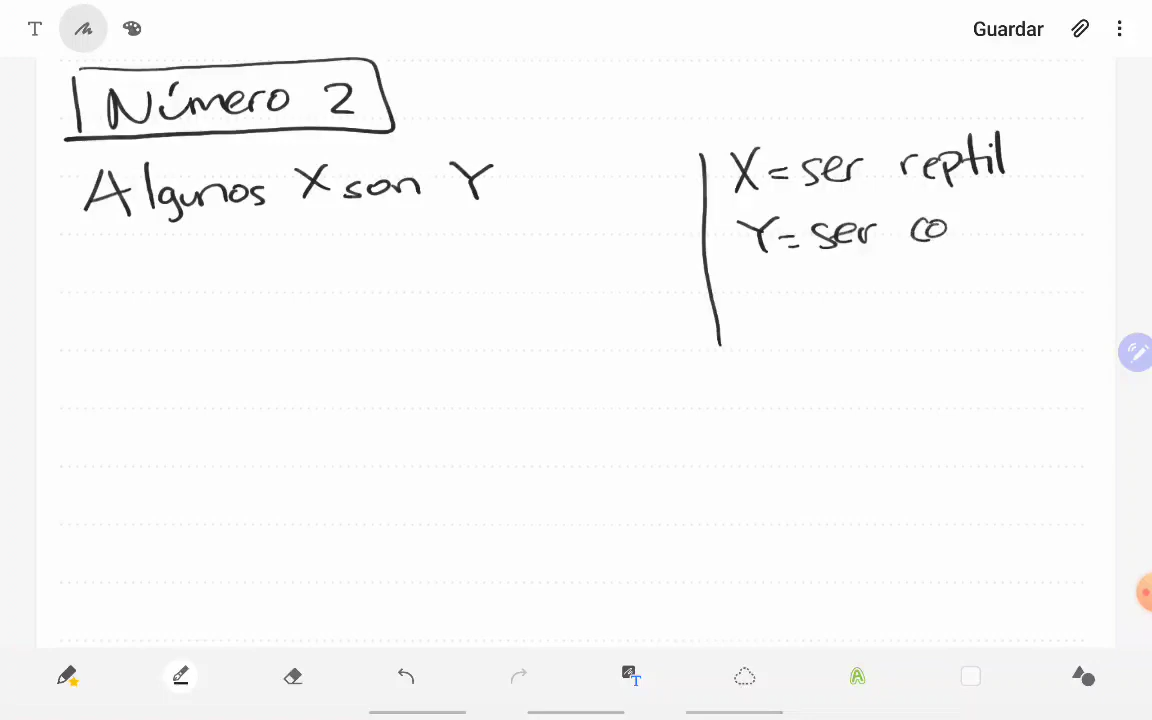 Guardar
Número 2
Algunos X son Y
X = ser reptil
Y = ser co